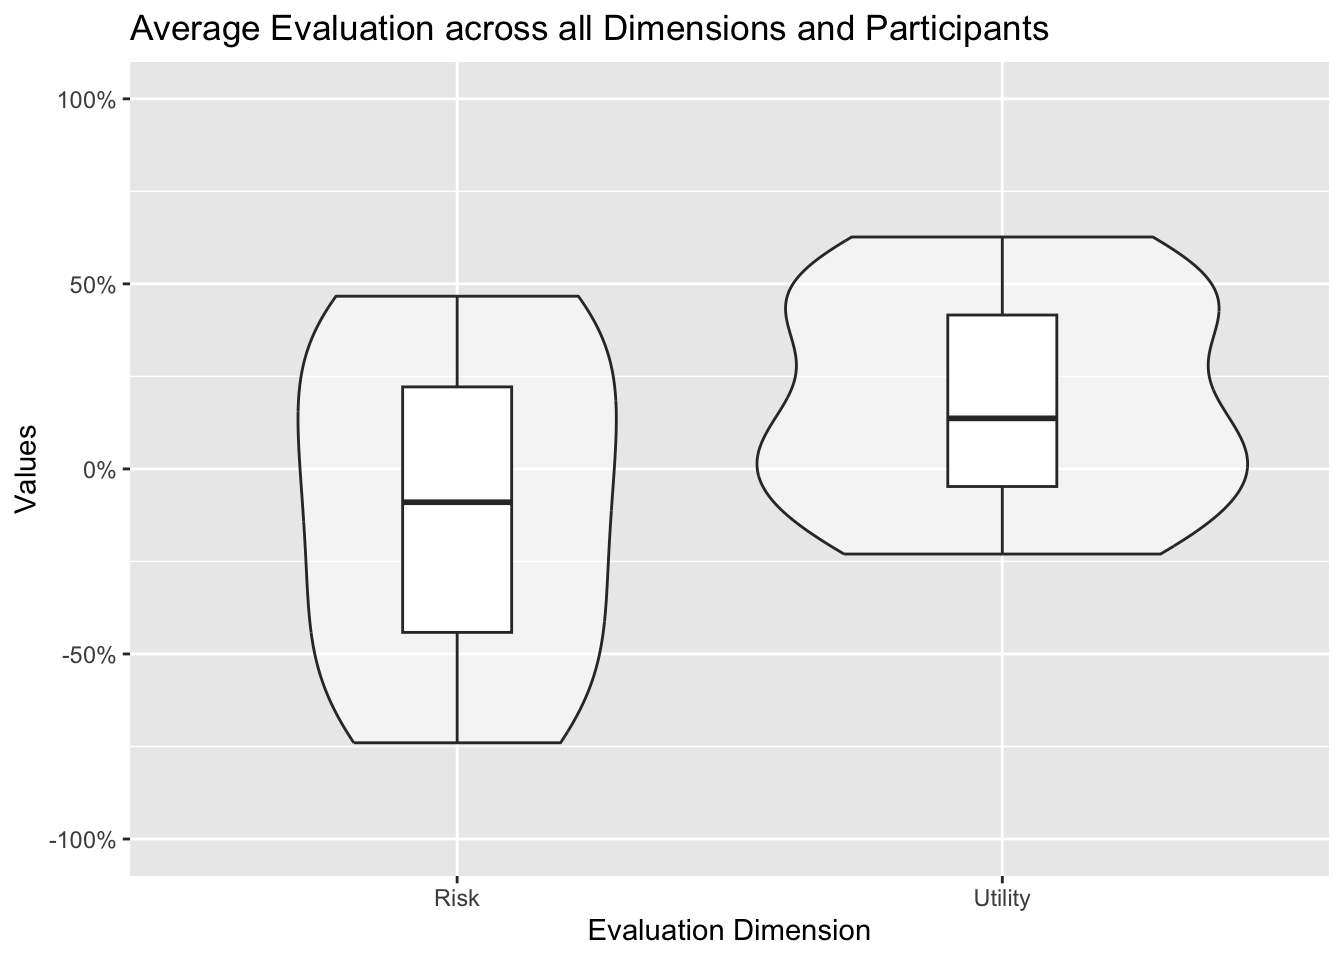 Average Evaluation across all Dimensions and Participants
100%
50%
0%
-50%
-100%
Values
Risk
Utility
Evaluation Dimension